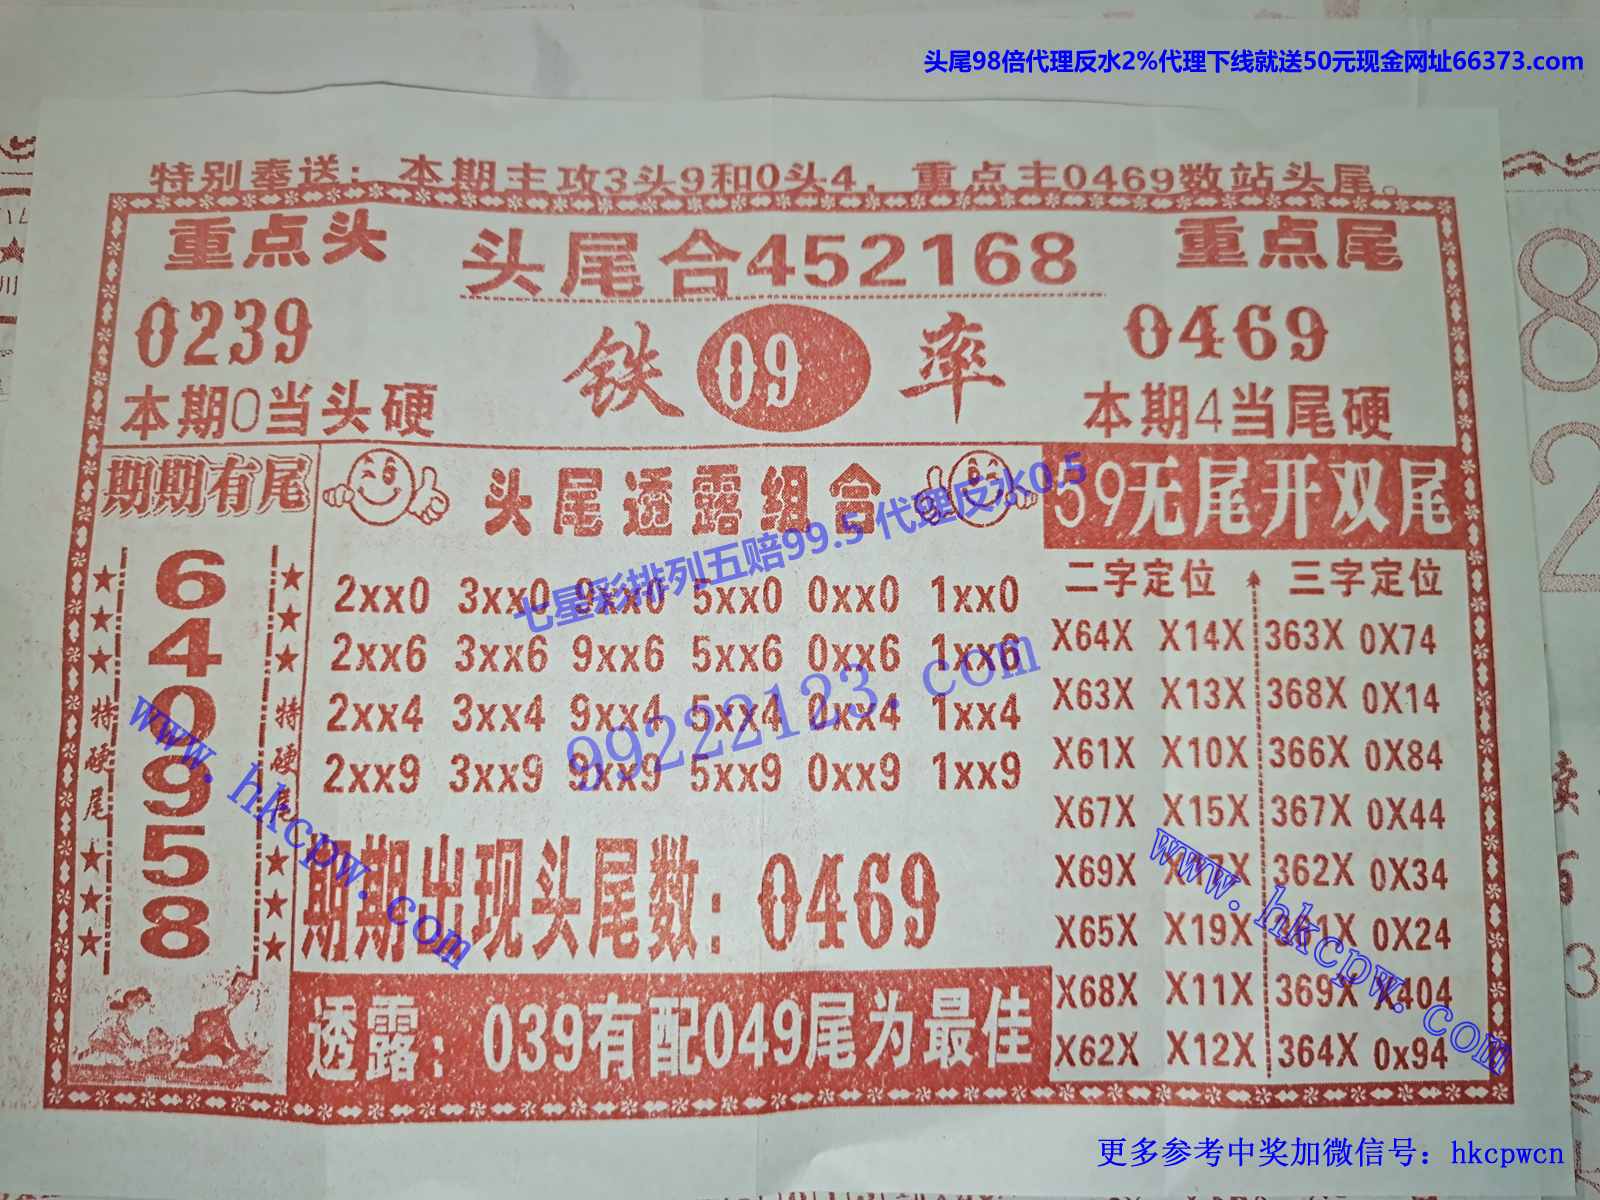 头尾98倍代理反水2%代理下线就送50元现金网址66373.com
特别奉送：本期主攻3头9和0头4，重点主0469数站头尾。
重点头
头尾合452168
重点尾
0239
铁09率
0469
本期0当头硬
本期4当尾硬
期期有尾
头尾透露组合
59无尾开双尾
七星彩排列五赔99.5 代理反水0.5
99222123.com
6
4
0
9
5
8
特硬尾
特硬尾
2xx0 3xx0 9xx0 5xx0 0xx0 1xx0
2xx6 3xx6 9xx6 5xx6 0xx6 1xx6
2xx4 3xx4 9xx4 5xx4 0xx4 1xx4
2xx9 3xx9 9xx9 5xx9 0xx9 1xx9
期期出现头尾数：0469
透露：039有配049尾为最佳
二字定位 三字定位
X64X X14X 363X 0X74
X63X X13X 368X 0X14
X61X X10X 366X 0X84
X67X X15X 367X 0X44
X69X X17X 362X 0X34
X65X X19X 361X 0X24
X68X X11X 369X X404
X62X X12X 364X 0x94
www.hkcpw.com
www.hkcpw.com
更多参考中奖加微信号：hkcpwcn